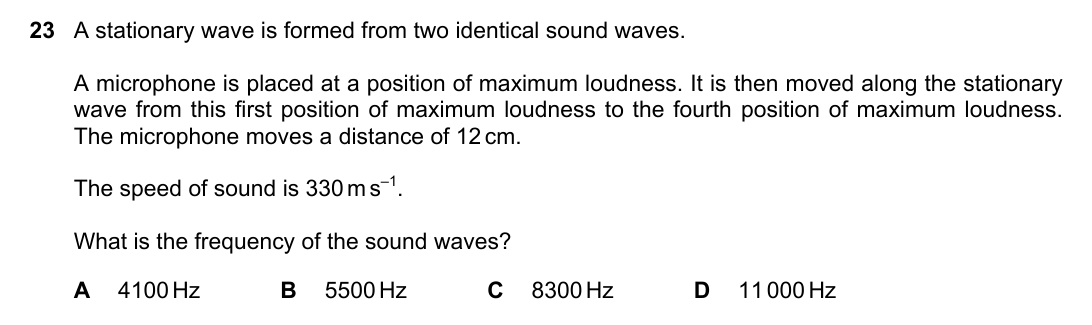 23 A stationary wave is formed from two identical sound waves.
A microphone is placed at a position of maximum loudness. It is then moved along the stationary
wave from this first position of maximum loudness to the fourth position of maximum loudness.
The microphone moves a distance of 12 cm.
The speed of sound is 330 m s⁻¹.
What is the frequency of the sound waves?
A 4100 Hz B 5500 Hz C 8300 Hz D 11 000 Hz